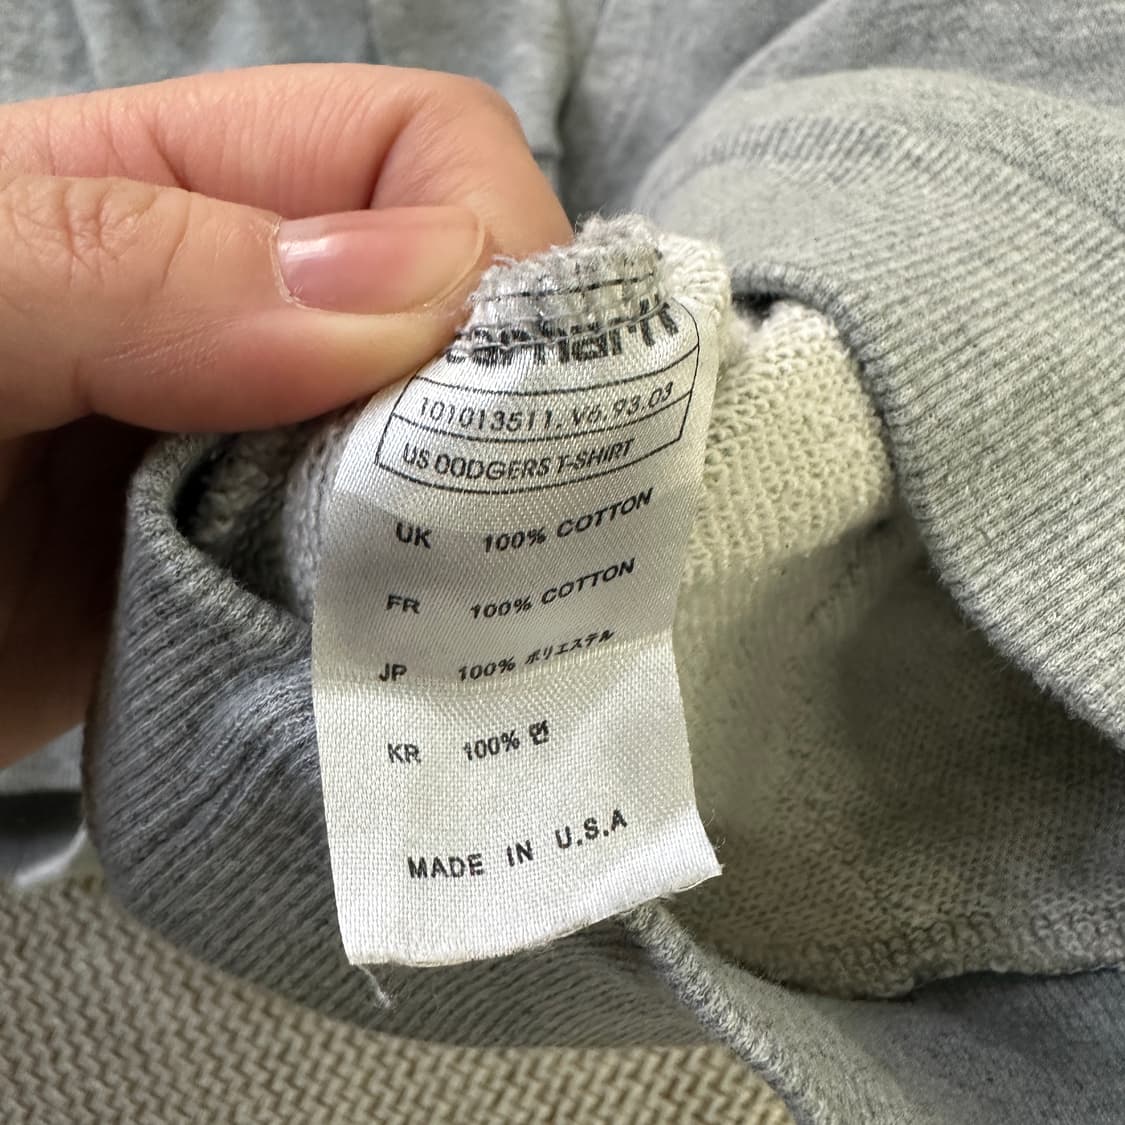 carhartt
101013511. V6.93.03
US DODGERS T-SHIRT
UK 100% COTTON
FR 100% COTTON
JP 100% ポリエステル
KR 100% 면
MADE IN U.S.A